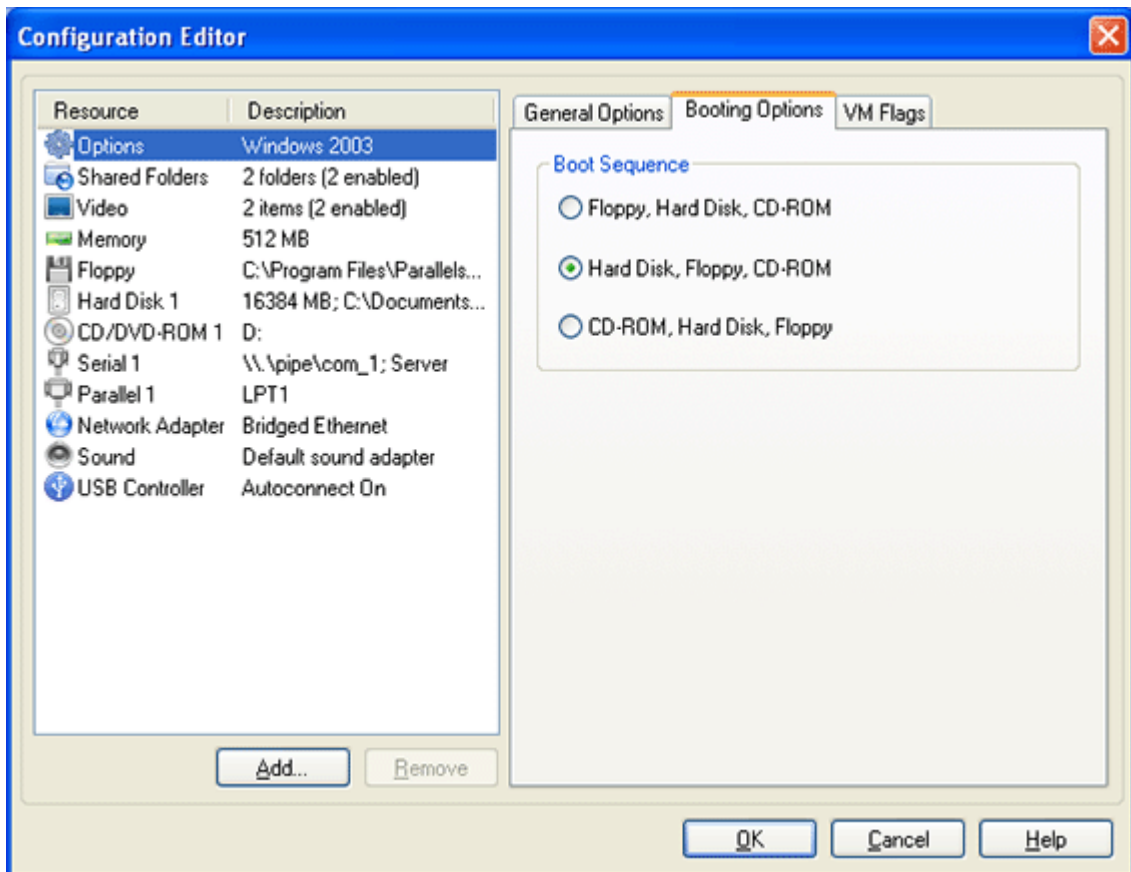 Configuration Editor
Resource Description
Options Windows 2003
Shared Folders 2 folders (2 enabled)
Video 2 items (2 enabled)
Memory 512 MB
Floppy C:\Program Files\Parallels...
Hard Disk 1 16384 MB; C:\Documents...
CD/DVD-ROM 1 D:
Serial 1 \\.\pipe\com_1; Server
Parallel 1 LPT1
Network Adapter Bridged Ethernet
Sound Default sound adapter
USB Controller Autoconnect On
Add... Remove
General Options Booting Options VM Flags
Boot Sequence
Floppy, Hard Disk, CD-ROM
Hard Disk, Floppy, CD-ROM
CD-ROM, Hard Disk, Floppy
OK Cancel Help